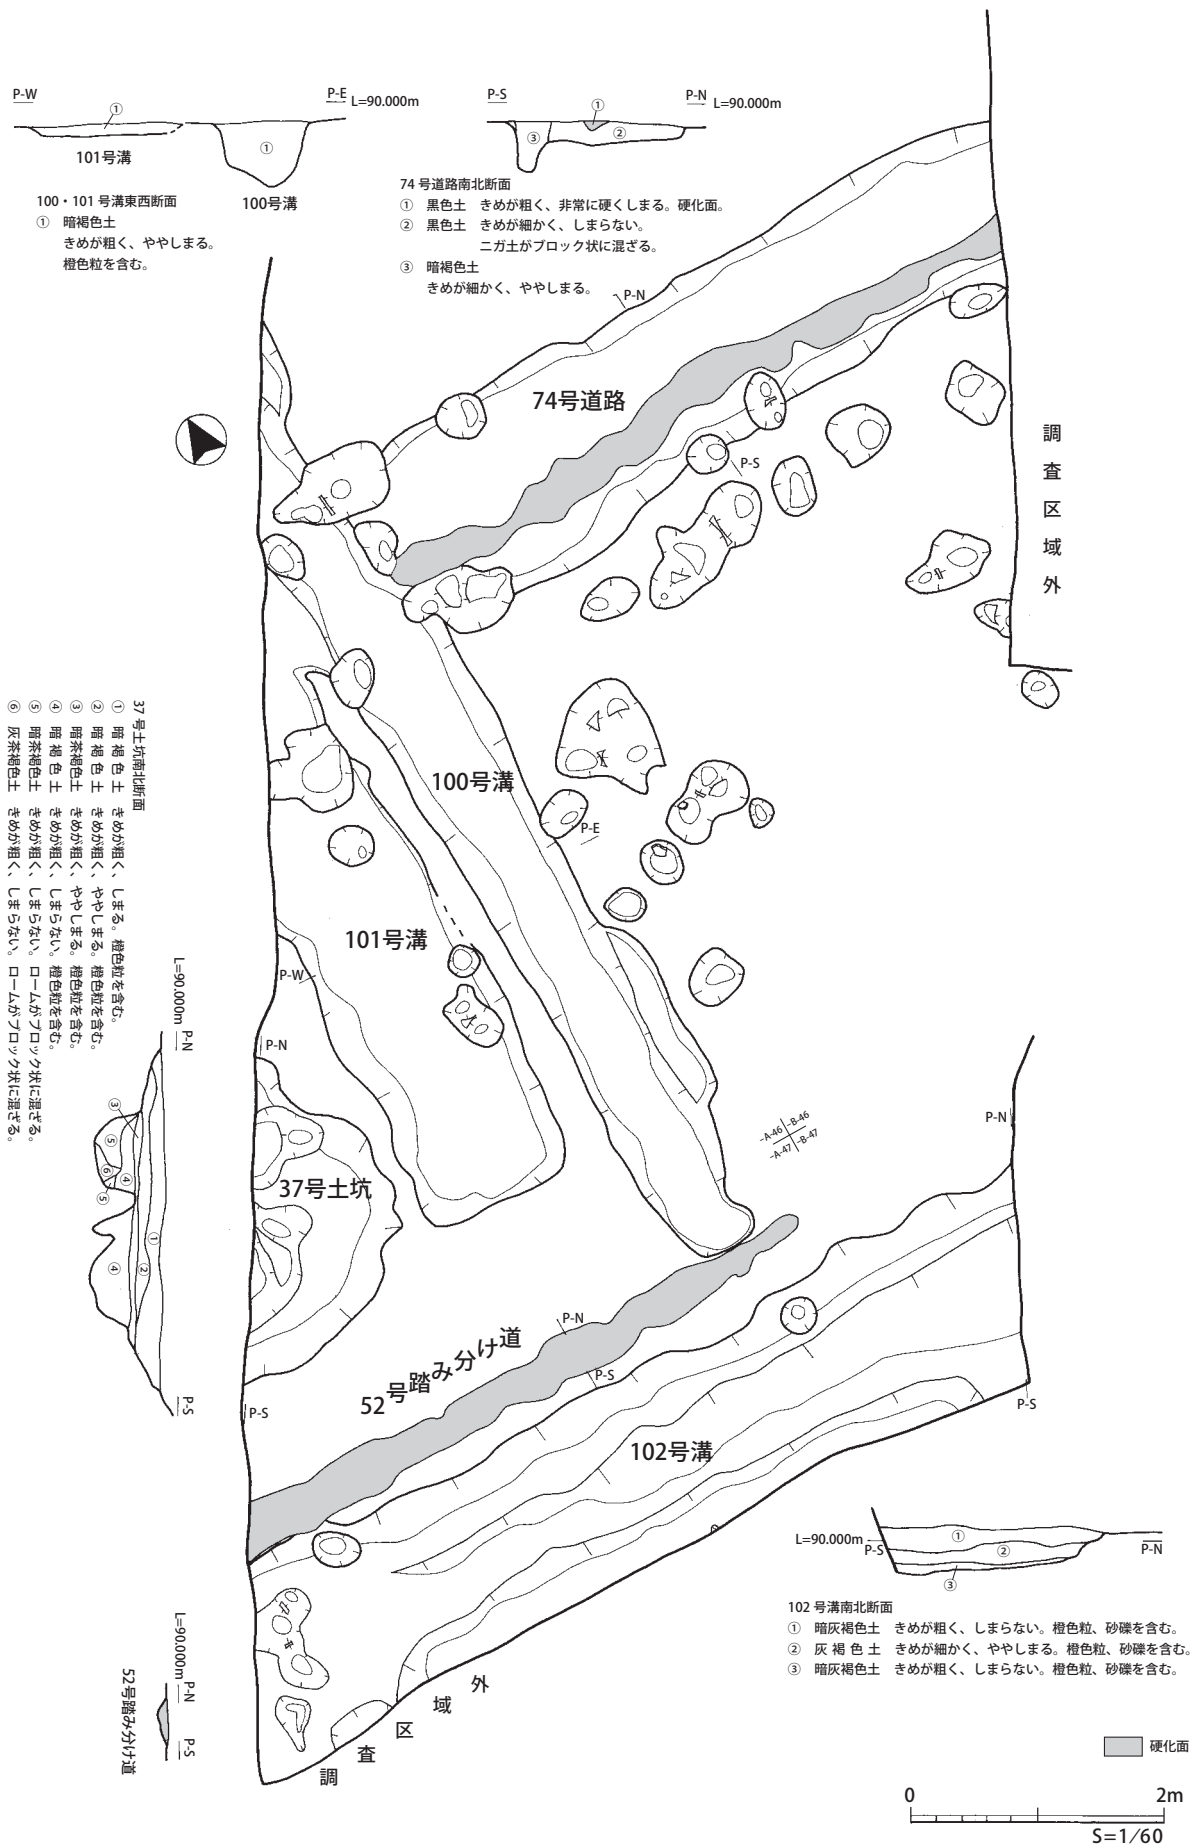 P-W
P-E L=90.000m
①
①
101号溝
100号溝
100・101 号溝東西断面
① 暗褐色土
きめが粗く、ややしまる。
橙色粒を含む。
P-S
P-N L=90.000m
①
②
③
74 号道路南北断面
① 黒色土 きめが粗く、非常に硬くしまる。硬化面。
② 黒色土 きめが細かく、しまらない。
ニガ土がブロック状に混ざる。
③ 暗褐色土
きめが細かく、ややしまる。
P-N
74号道路
P-S
調査区域外
100号溝
P-E
101号溝
P-W
P-N
37号土坑
P-S
-A-46 -B-46
-A-47 -B-47
P-N
P-S
52号踏み分け道
P-N
P-S
102号溝
調査区域外
37 号土坑南北断面
① 暗褐色土 きめが粗く、しまる。橙色粒を含む。
② 暗褐色土 きめが粗く、ややしまる。橙色粒を含む。
③ 暗茶褐色土 きめが粗く、ややしまる。橙色粒を含む。
④ 暗褐色土 きめが粗く、しまらない。橙色粒を含む。
⑤ 暗茶褐色土 きめが粗く、しまらない。ロームがブロック状に混ざる。
⑥ 灰茶褐色土 きめが粗く、しまらない。ロームがブロック状に混ざる。
L=90.000m P-N
③
⑤
⑥
④
⑤
①
②
④
P-S
L=90.000m P-N
P-S
52号踏み分け道
L=90.000m
P-S
P-N
①
②
③
102 号溝南北断面
① 暗灰褐色土 きめが粗く、しまらない。橙色粒、砂礫を含む。
② 灰褐色土 きめが細かく、ややしまる。橙色粒、砂礫を含む。
③ 暗灰褐色土 きめが粗く、しまらない。橙色粒、砂礫を含む。
硬化面
0 2m
S=1/60